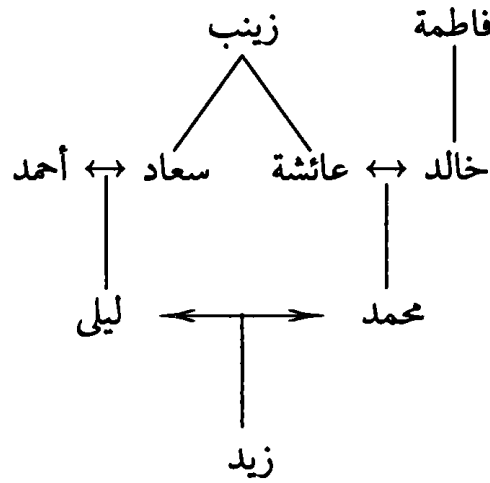 فاطمة زينب
خالد ↔ عائشة سعاد ↔ أحمد
محمد ليلى
زيد